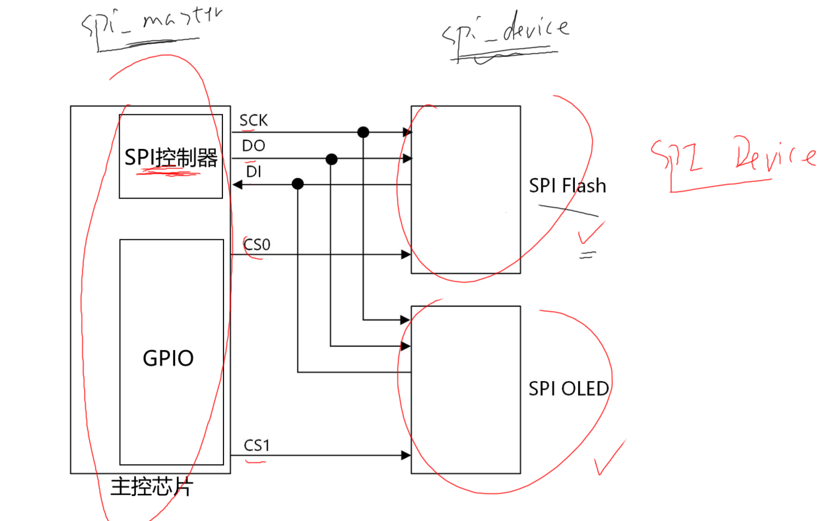 spi_master
spi_device
SCK
SPI控制器
DO
DI
SPI Flash
SPI Device
CS0
GPIO
SPI OLED
CS1
主控芯片